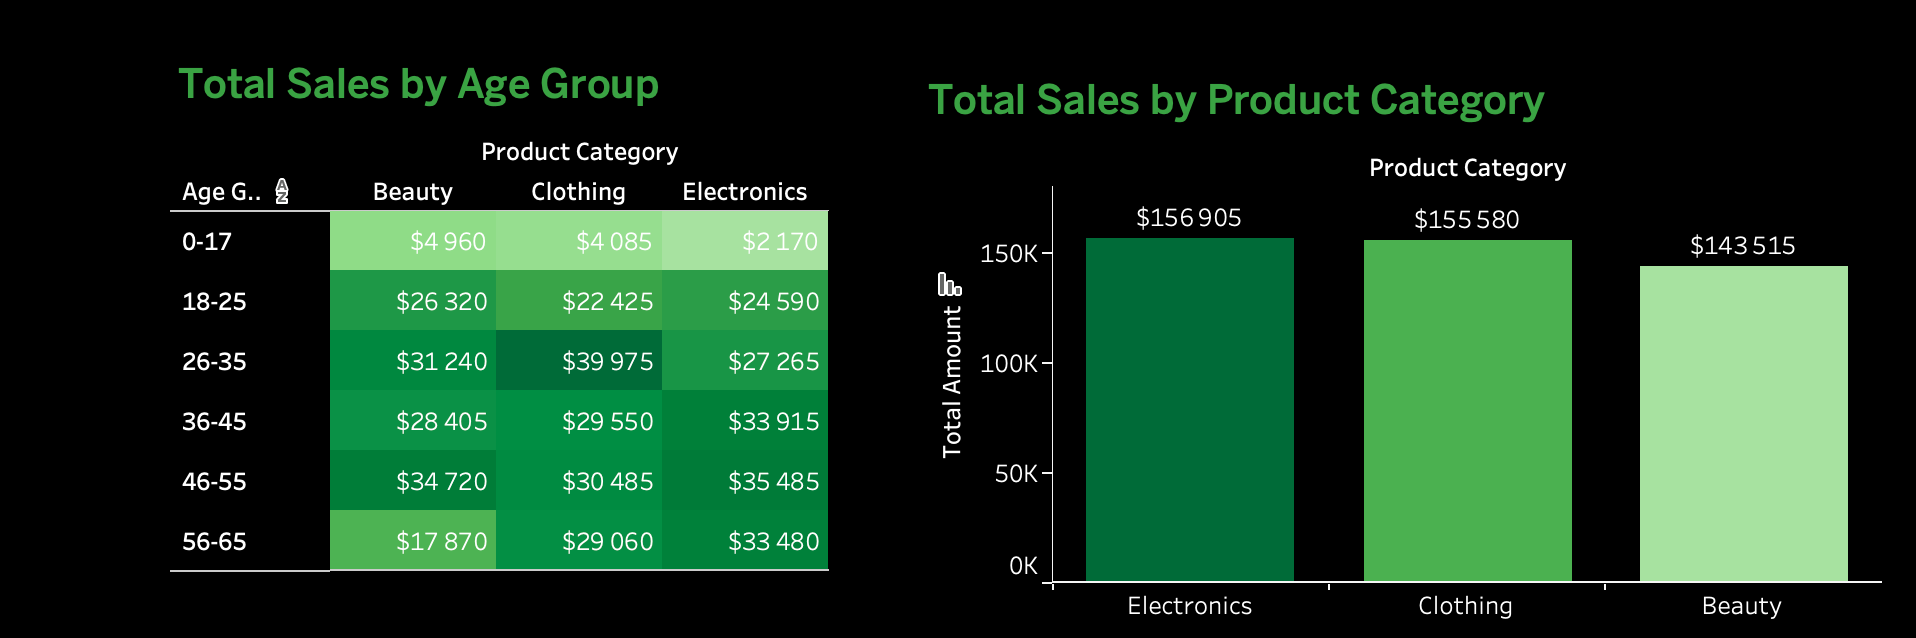 Total Sales by Age Group
Product Category
Age G.. Beauty Clothing Electronics
0-17 $4 960 $4 085 $2 170
18-25 $26 320 $22 425 $24 590
26-35 $31 240 $39 975 $27 265
36-45 $28 405 $29 550 $33 915
46-55 $34 720 $30 485 $35 485
56-65 $17 870 $29 060 $33 480
Total Sales by Product Category
Product Category
$156 905 $155 580 $143 515
150K
100K
50K
0K
Total Amount
Electronics Clothing Beauty